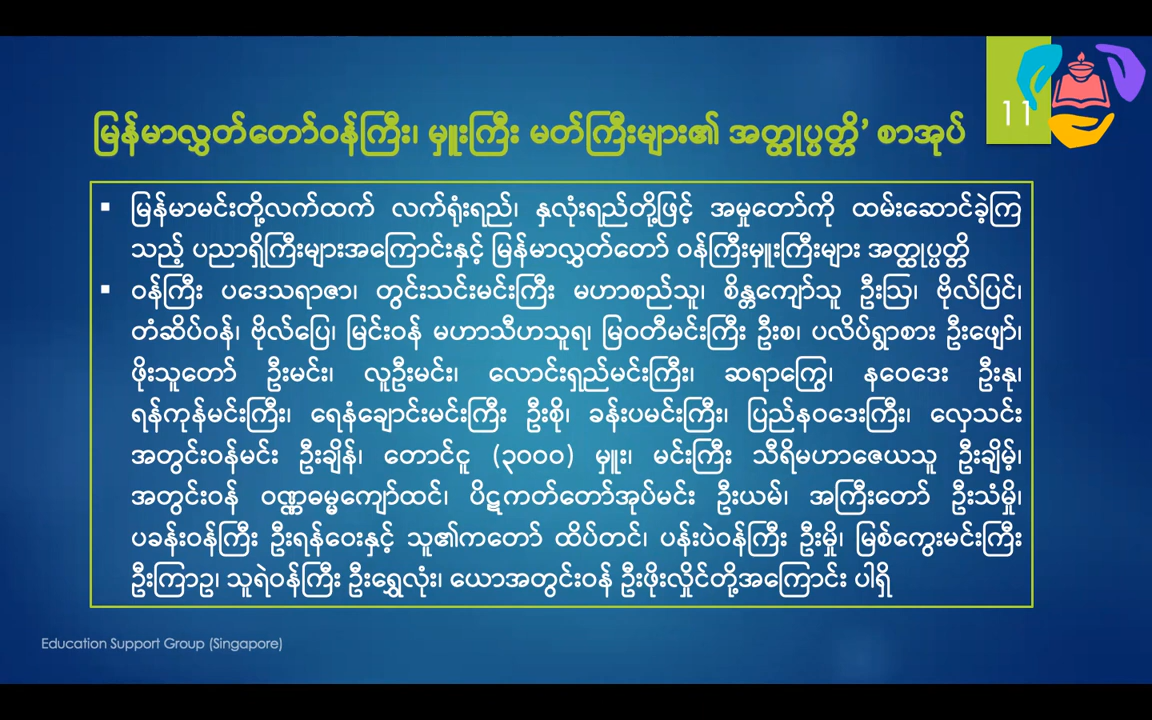 11
မြန်မာလွှတ်တော်ဝန်ကြီး၊ မှူးကြီး မတ်ကြီးများ၏ အတ္ထုပ္ပတ္တိ’ စာအုပ်
▪ မြန်မာမင်းတို့လက်ထက် လက်ရုံးရည်၊ နှလုံးရည်တို့ဖြင့် အမှုတော်ကို ထမ်းဆောင်ခဲ့ကြ
သည့် ပညာရှိကြီးများအကြောင်းနှင့် မြန်မာလွှတ်တော် ဝန်ကြီးမှူးကြီးများ အတ္ထုပ္ပတ္တိ
▪ ဝန်ကြီး ပဒေသရာဇာ၊ တွင်းသင်းမင်းကြီး မဟာစည်သူ၊ စိန္တကျော်သူ ဦးဩ၊ ဗိုလ်ပြင်၊
တံဆိပ်ဝန်၊ ဗိုလ်ပြေ၊ မြင်းဝန် မဟာသီဟသူရ၊ မြဝတီမင်းကြီး ဦးစ၊ ပလိပ်ရွာစား ဦးဖျော်၊
ဖိုးသူတော် ဦးမင်း၊ လူဦးမင်း၊ လောင်းရှည်မင်းကြီး၊ ဆရာကြွေ၊ နဝေဒေး ဦးနု၊
ရန်ကုန်မင်းကြီး၊ ရေနံချောင်းမင်းကြီး ဦးစို၊ ခန်းပမင်းကြီး၊ ပြည်နဝဒေးကြီး၊ လှေသင်း
အတွင်းဝန်မင်း ဦးချိန်၊ တောင်ငူ (၃၀၀၀) မှူး၊ မင်းကြီး သီရိမဟာဇေယသူ ဦးချိမ့်၊
အတွင်းဝန် ဝဏ္ဏဓမ္မကျော်ထင်၊ ပိဋကတ်တော်အုပ်မင်း ဦးယမ်၊ အကြီးတော် ဦးသံမှို၊
ပခန်းဝန်ကြီး ဦးရန်ဝေးနှင့် သူ၏ကတော် ထိပ်တင်၊ ပန်းပဲဝန်ကြီး ဦးမှို၊ မြစ်ကွေးမင်းကြီး
ဦးကြာဥ၊ သူရဲဝန်ကြီး ဦးရွှေလုံး၊ ယောအတွင်းဝန် ဦးဖိုးလှိုင်တို့အကြောင်း ပါရှိ
Education Support Group (Singapore)